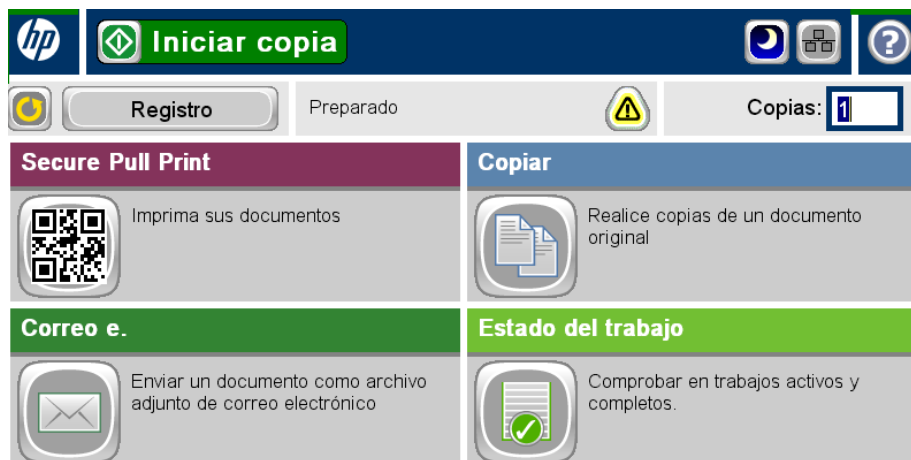 hp
Iniciar copia
?
Registro
Preparado
Copias: 1
Secure Pull Print
Copiar
Imprima sus documentos
Realice copias de un documento
original
Correo e.
Estado del trabajo
Enviar un documento como archivo
adjunto de correo electrónico
Comprobar en trabajos activos y
completos.